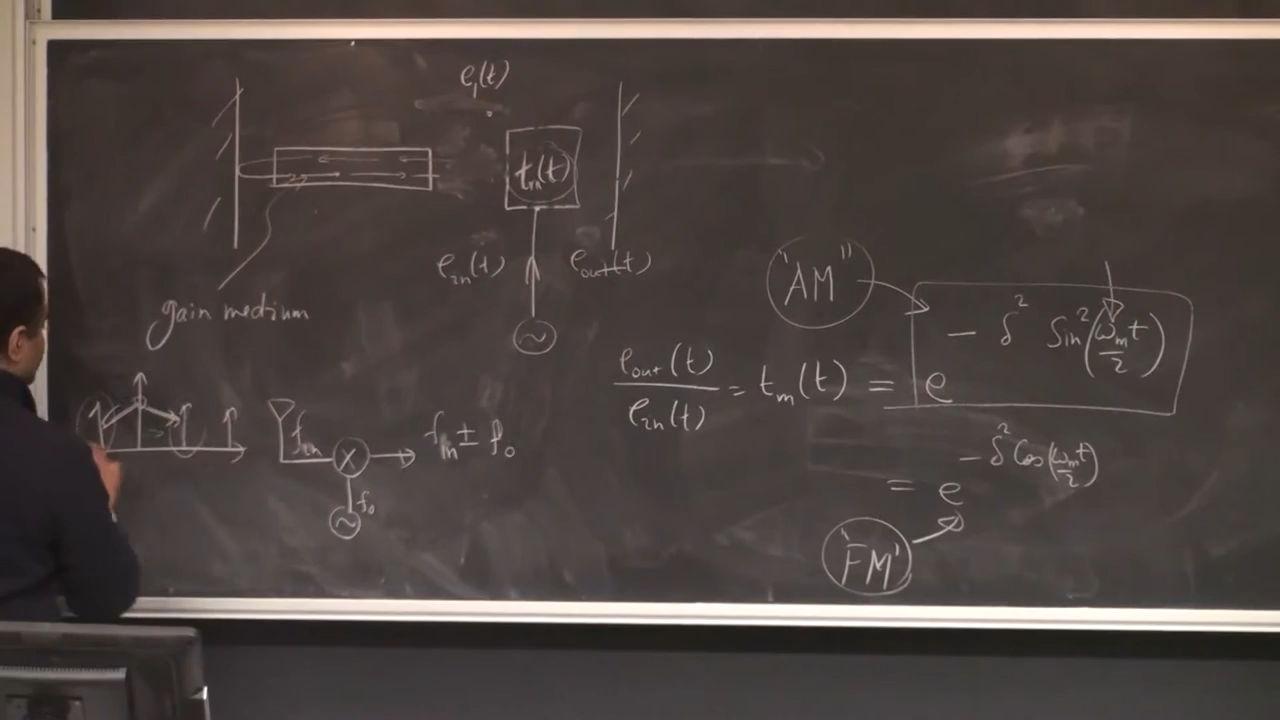 e₁(t)
tₘ(t)
eᵢₙ(t) eₒᵤₜ(t)
gain medium
"AM"
eₒᵤₜ(t)/eᵢₙ(t) = tₘ(t) = e^(- δ² Sin²(ωₘt/2))
fᵢₙ X fᵢₙ ± f₀
f₀
= e^(- δ² Cos(ωₘt/2))
"FM"